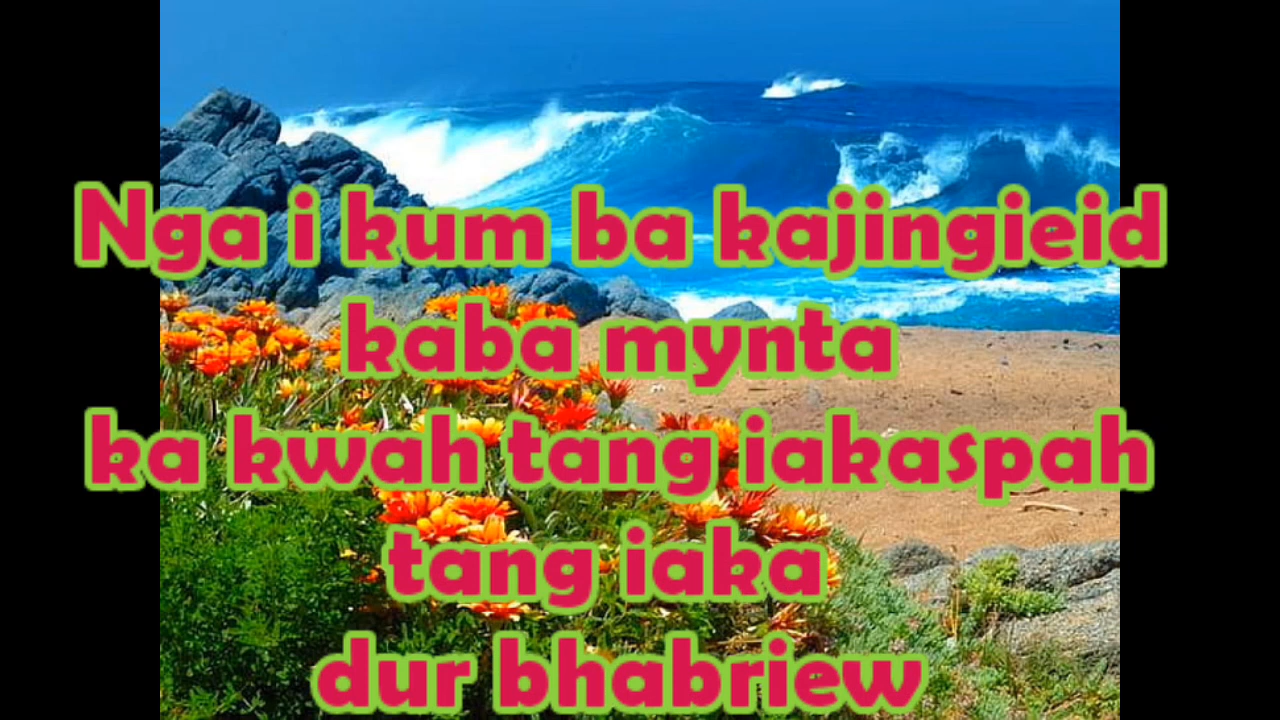 Nga i kum ba kajingieid
kaba mynta
ka kwah tang iakaspah
tang iaka
dur bhabriew